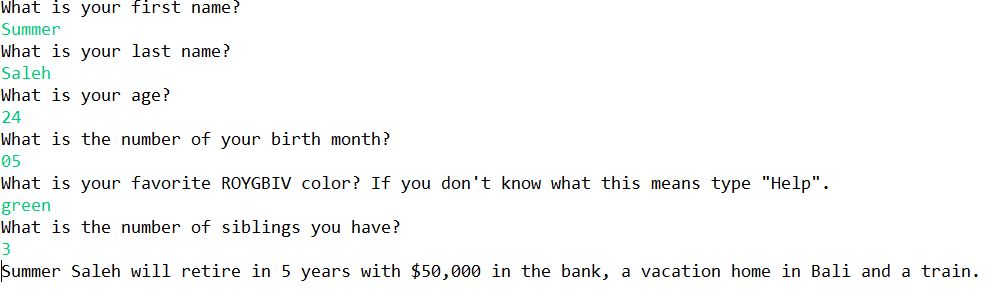 What is your first name?
Summer
What is your last name?
Saleh
What is your age?
24
What is the number of your birth month?
05
What is your favorite ROYGBIV color? If you don't know what this means type "Help".
green
What is the number of siblings you have?
3
Summer Saleh will retire in 5 years with $50,000 in the bank, a vacation home in Bali and a train.